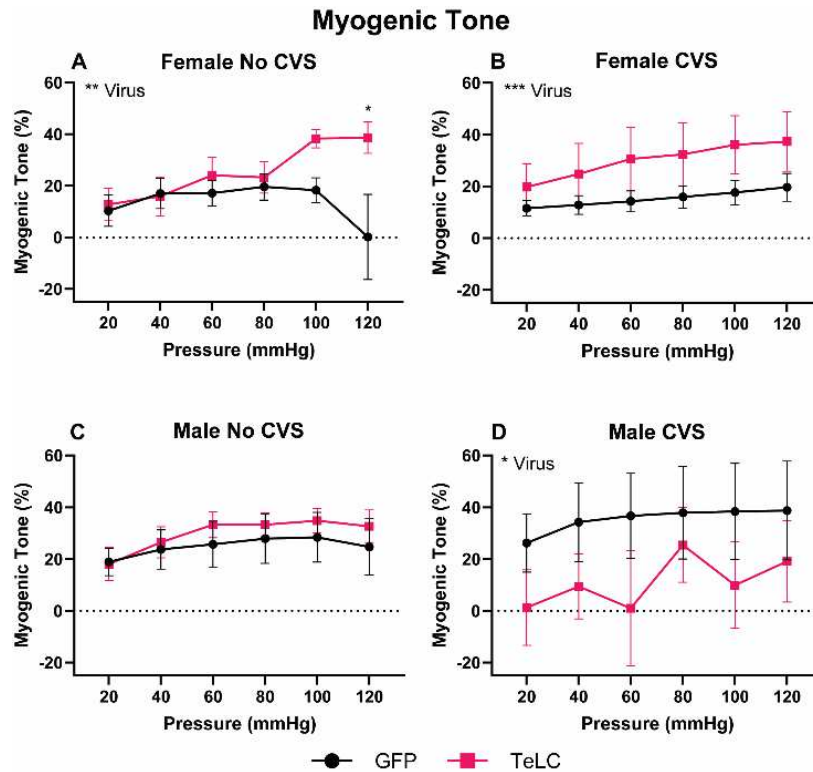 Myogenic Tone
A Female No CVS
** Virus
*
Myogenic Tone (%)
60
40
20
0
-20
20 40 60 80 100 120
Pressure (mmHg)
B Female CVS
*** Virus
Myogenic Tone (%)
60
40
20
0
-20
20 40 60 80 100 120
Pressure (mmHg)
C Male No CVS
Myogenic Tone (%)
60
40
20
0
-20
20 40 60 80 100 120
Pressure (mmHg)
D Male CVS
* Virus
Myogenic Tone (%)
60
40
20
0
-20
20 40 60 80 100 120
Pressure (mmHg)
GFP TeLC